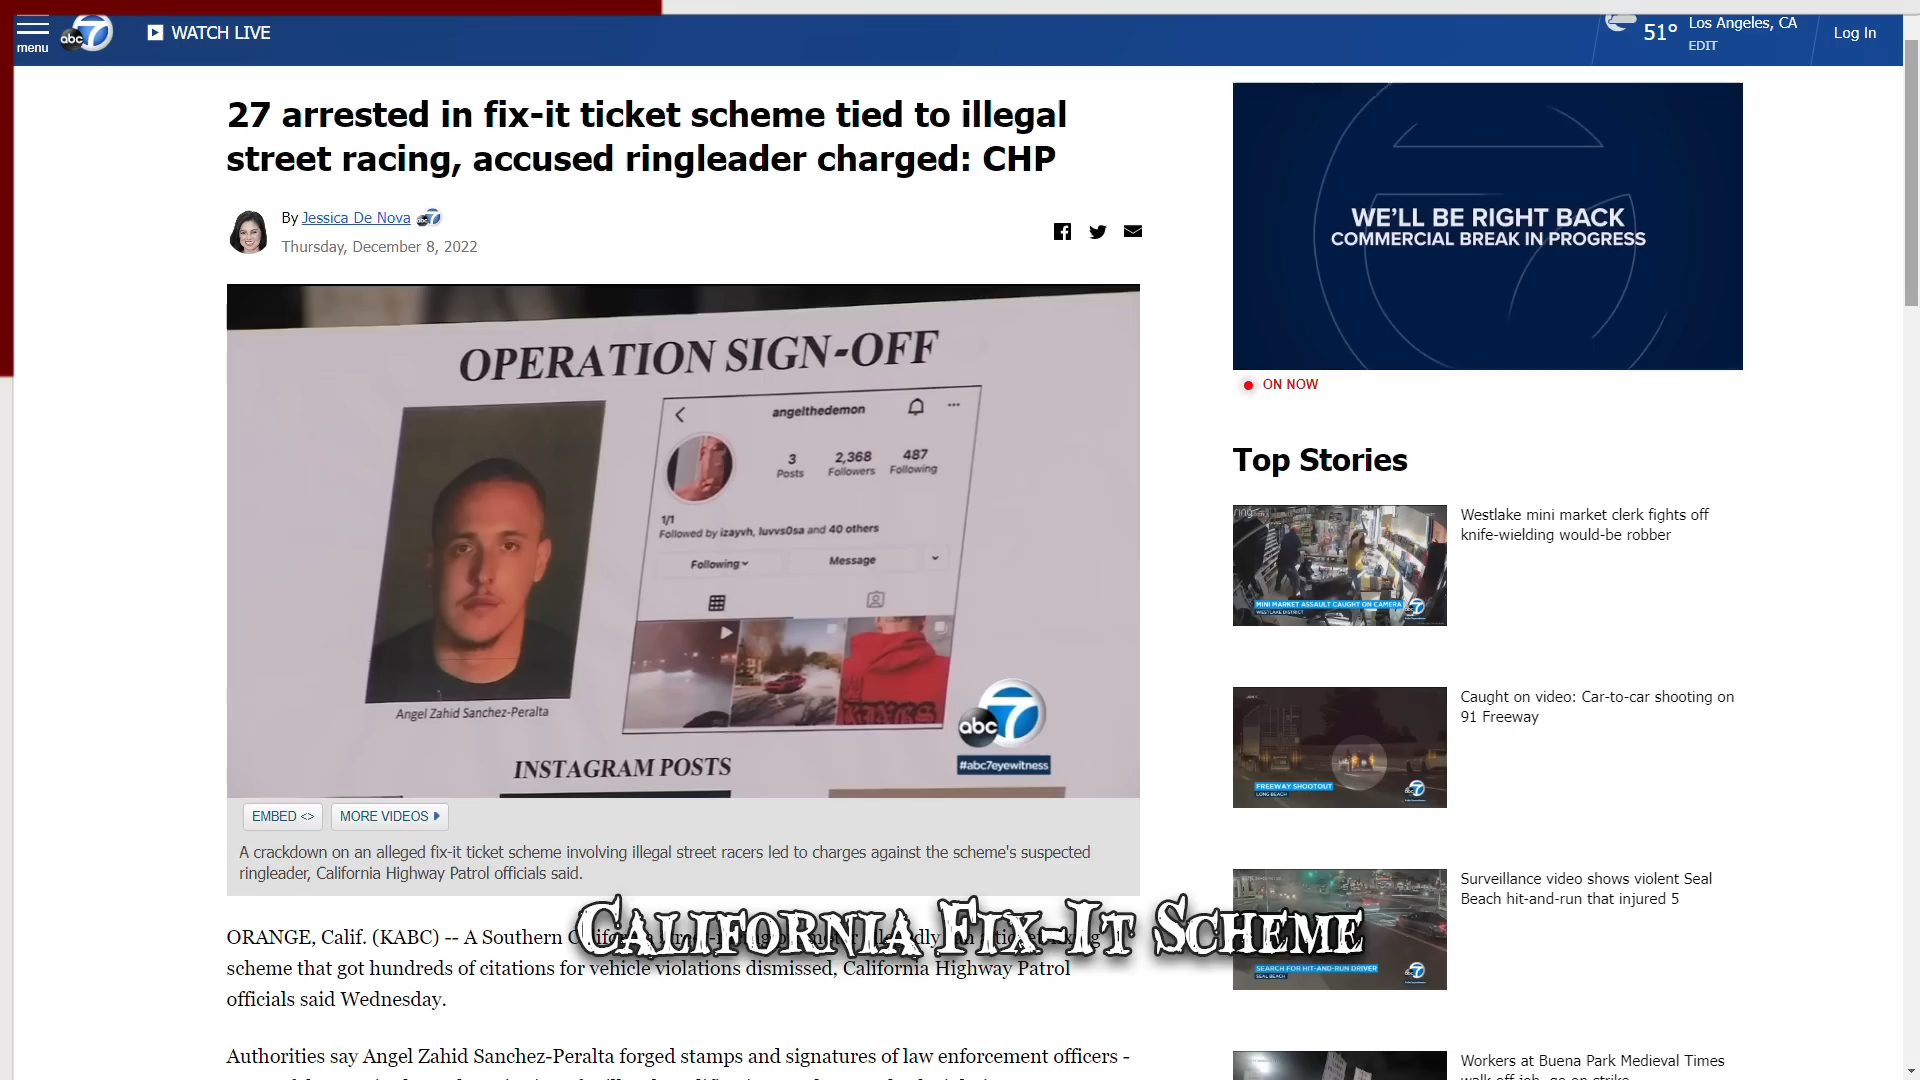 menu
abc7
WATCH LIVE
51°
Los Angeles, CA
EDIT
Log In
27 arrested in fix-it ticket scheme tied to illegal
street racing, accused ringleader charged: CHP
By Jessica De Nova
Thursday, December 8, 2022
OPERATION SIGN-OFF
angelthedemon
3
Posts
2,368
Followers
487
Following
1/1
Followed by izayvh, luvvs0sa and 40 others
Following
Message
Angel Zahid Sanchez-Peralta
abc7
#abc7eyewitness
INSTAGRAM POSTS
EMBED <>
MORE VIDEOS
A crackdown on an alleged fix-it ticket scheme involving illegal street racers led to charges against the scheme's suspected
ringleader, California Highway Patrol officials said.
California Fix-It Scheme
ORANGE, Calif. (KABC) -- A Southern
scheme that got hundreds of citations for vehicle violations dismissed, California Highway Patrol
officials said Wednesday.
Authorities say Angel Zahid Sanchez-Peralta forged stamps and signatures of law enforcement officers -
WE'LL BE RIGHT BACK
COMMERCIAL BREAK IN PROGRESS
ON NOW
Top Stories
MINI MARKET ASSAULT CAUGHT ON CAMERA
WESTLAKE DISTRICT
Westlake mini market clerk fights off
knife-wielding would-be robber
FREEWAY SHOOTOUT
LONG BEACH
Caught on video: Car-to-car shooting on
91 Freeway
SEARCH FOR HIT-AND-RUN DRIVER
SEAL BEACH
Surveillance video shows violent Seal
Beach hit-and-run that injured 5
Workers at Buena Park Medieval Times
walk off job, go on strike